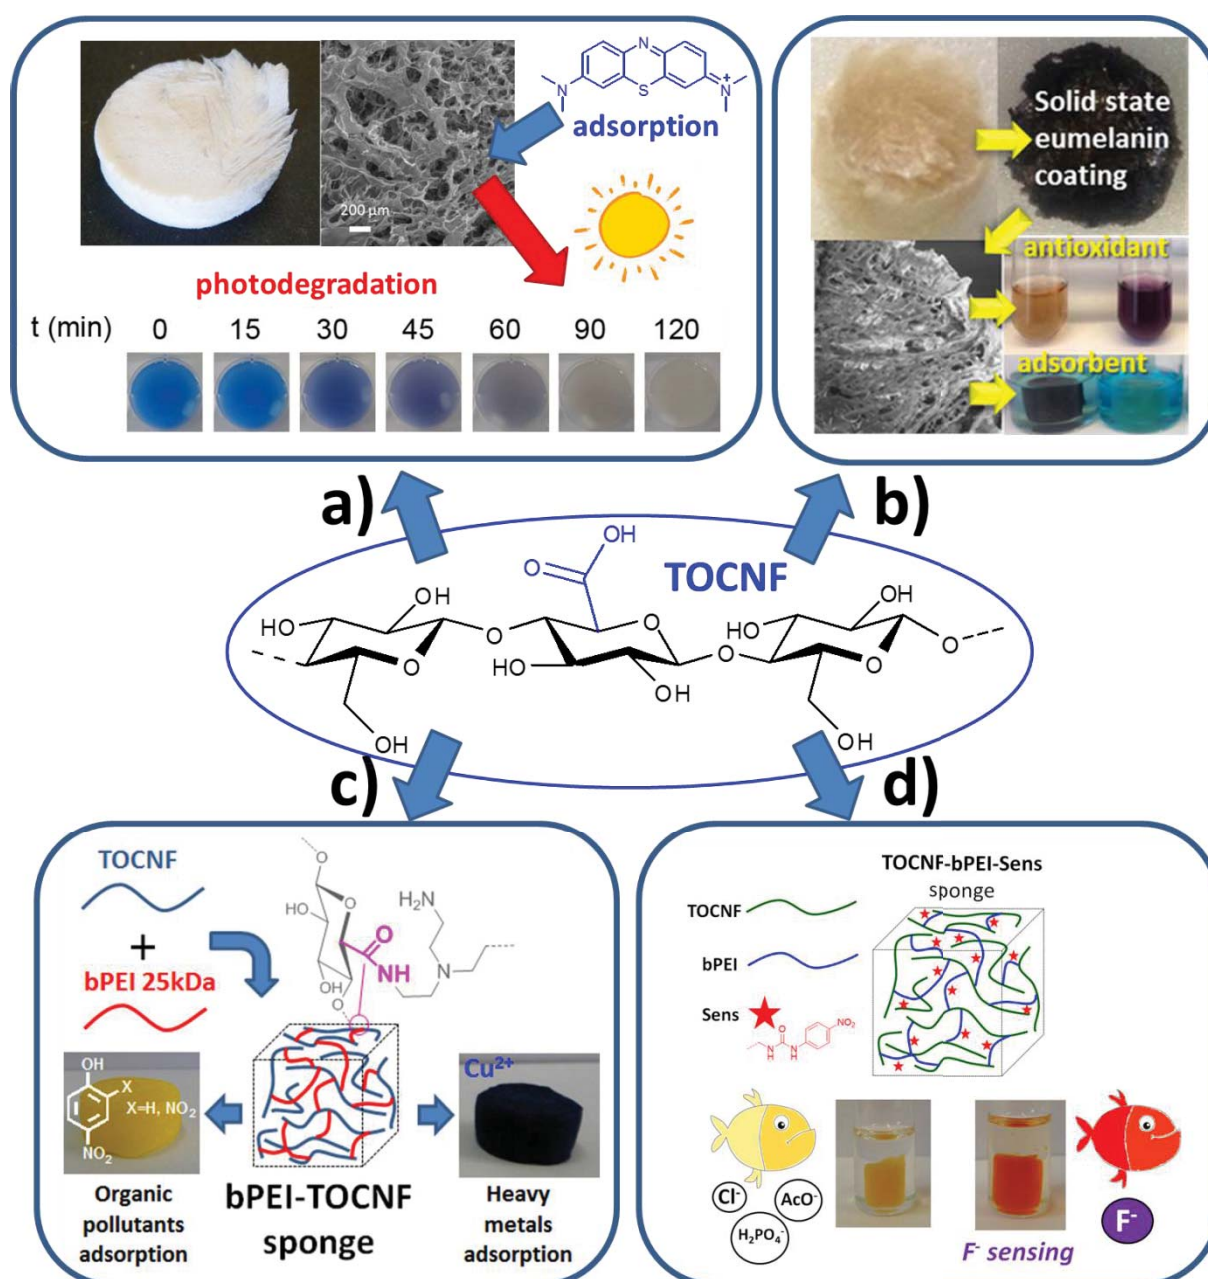 N
N
S
N+
adsorption
200 µm
photodegradation
t (min) 0 15 30 45 60 90 120
Solid state
eumelanin
coating
antioxidant
adsorbent
a)
b)
TOCNF
OH
O
OH
HO
O
O
OH
O
HO
OH
O
OH
HO
O
OH
O
OH
c)
d)
TOCNF
+
bPEI 25kDa
O
HO
O
OH
O
O
NH
H2N
N
OH
X
X=H, NO2
NO2
Cu2+
Organic
pollutants
adsorption
bPEI-TOCNF
sponge
Heavy
metals
adsorption
TOCNF-bPEI-Sens
sponge
TOCNF
bPEI
Sens
O
N
H
N
H
NO2
Cl-
AcO-
H2PO4-
F- sensing
F-